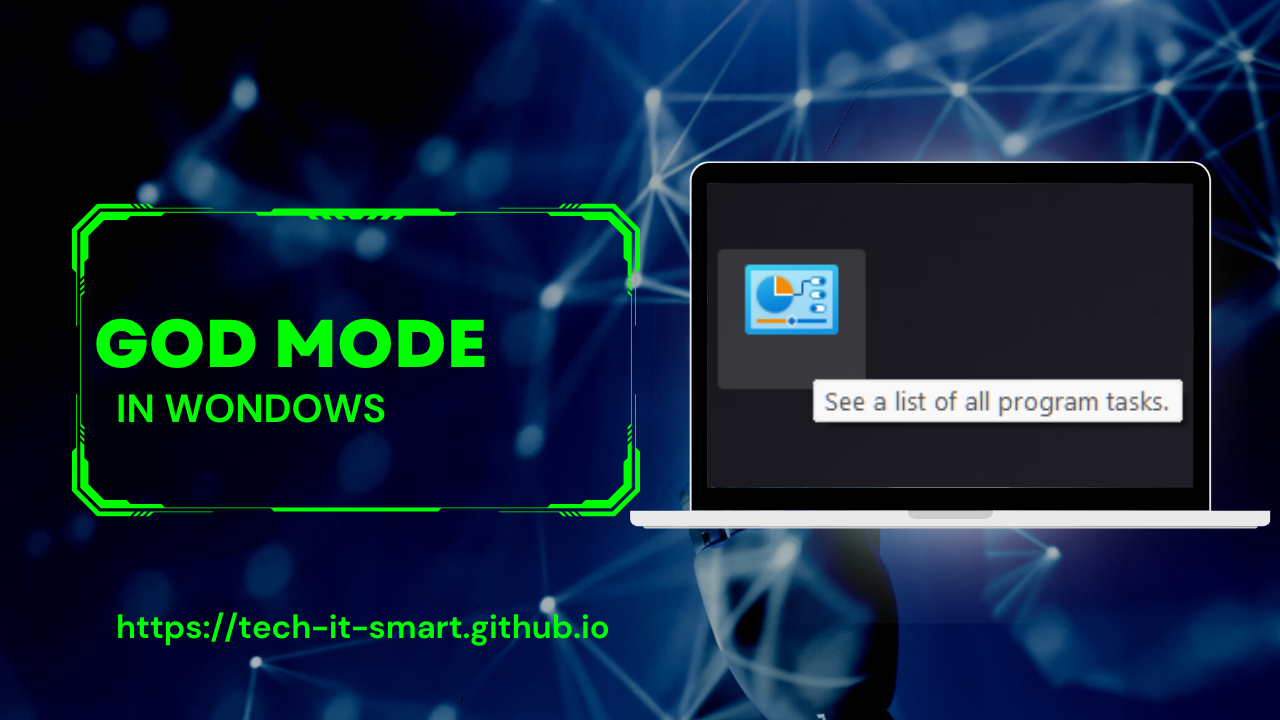 GOD MODE
IN WONDOWS
See a list of all program tasks.
https://tech-it-smart.github.io